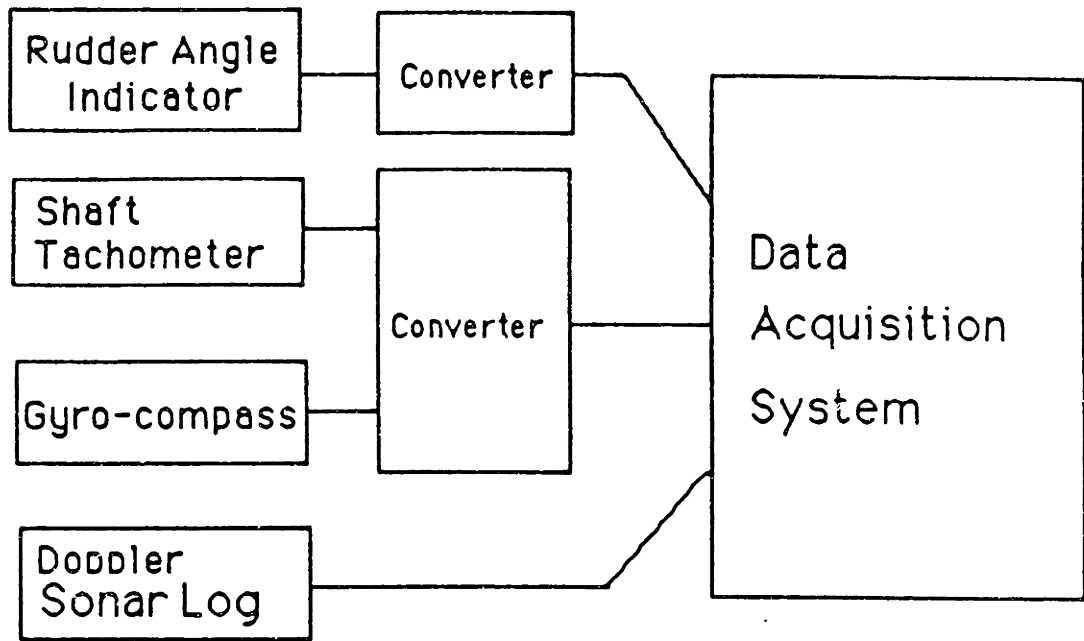 Rudder Angle
Indicator
Converter
Shaft
Tachometer
Converter
Gyro-compass
Doppler
Sonar Log
Data
Acquisition
System